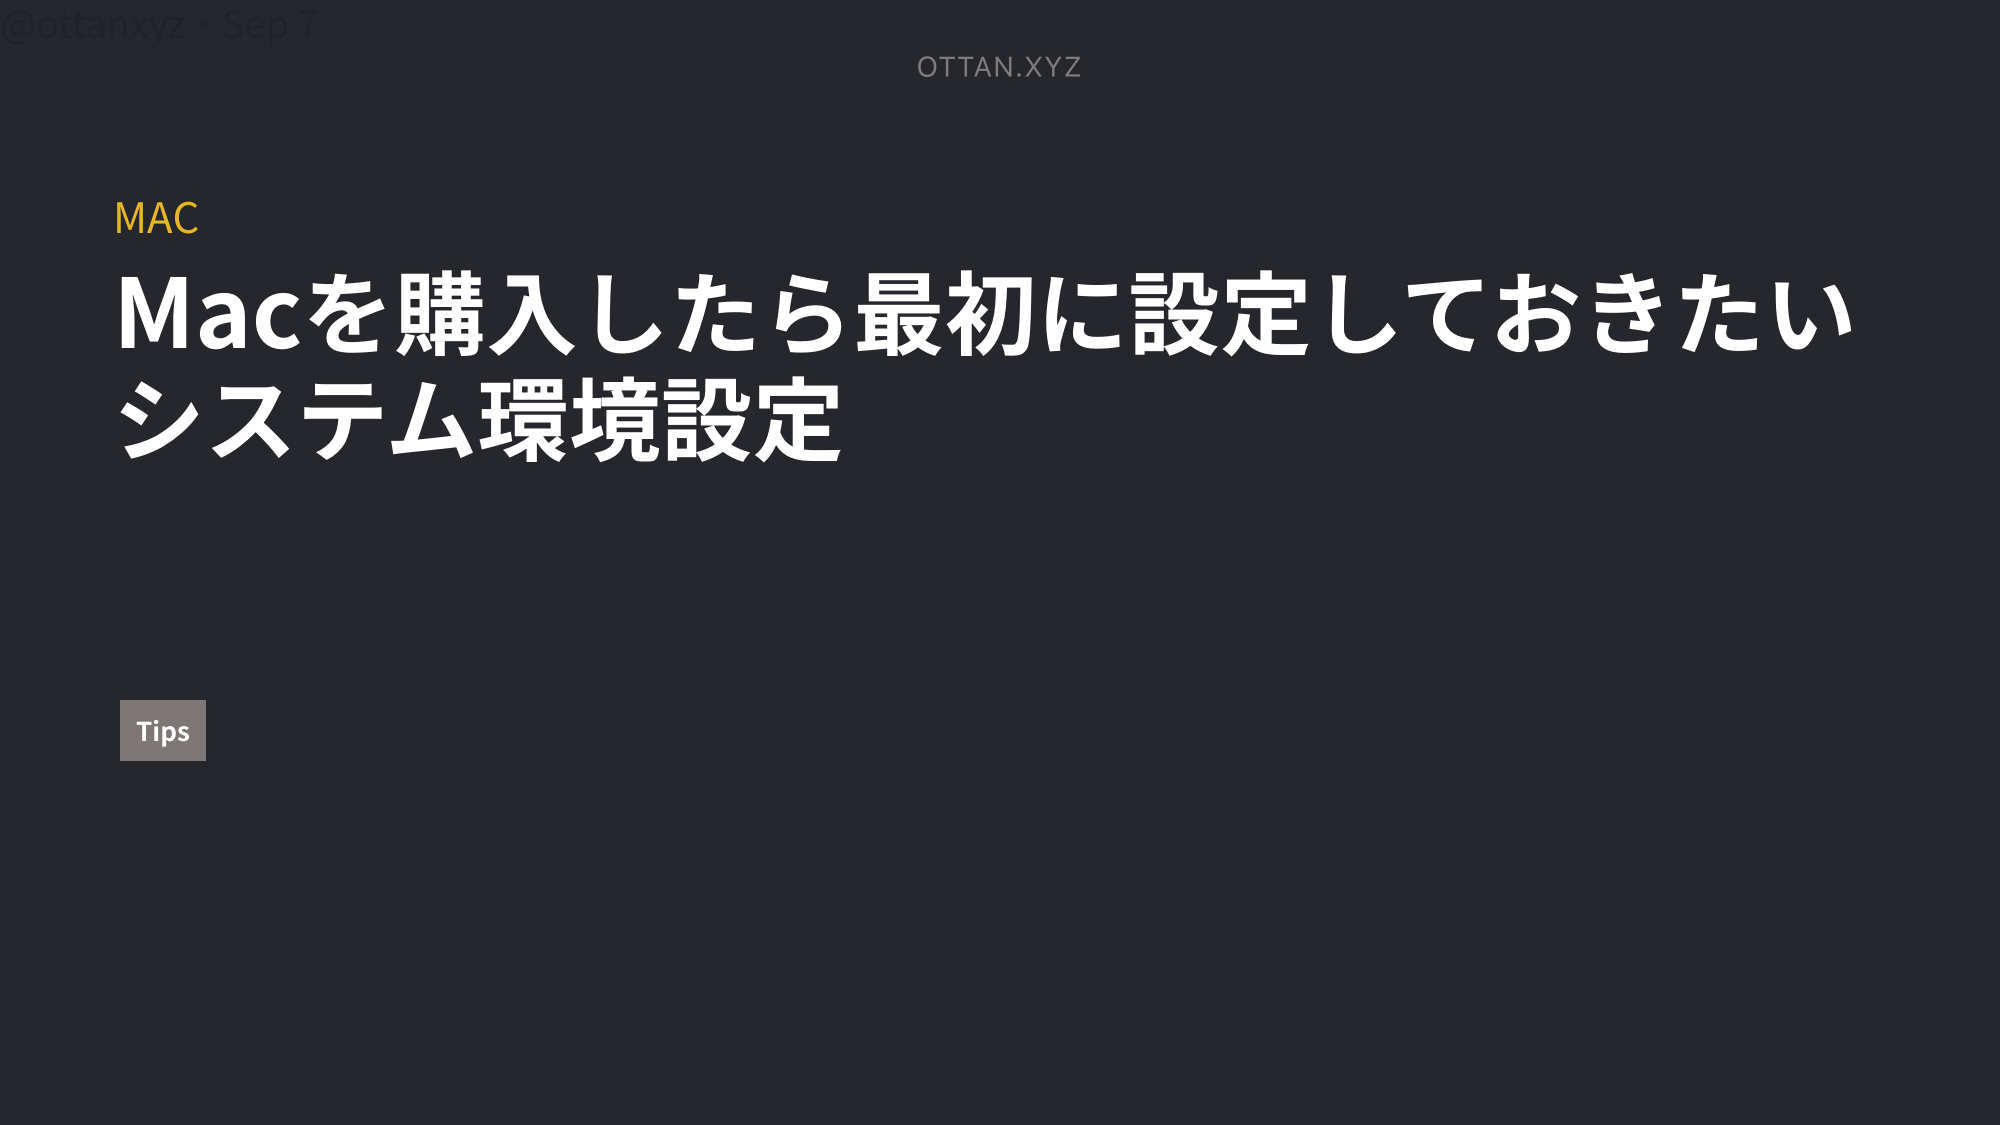 @ottanxyz・Sep 7
OTTAN.XYZ
MAC
Macを購入したら最初に設定しておきたい
システム環境設定
Tips